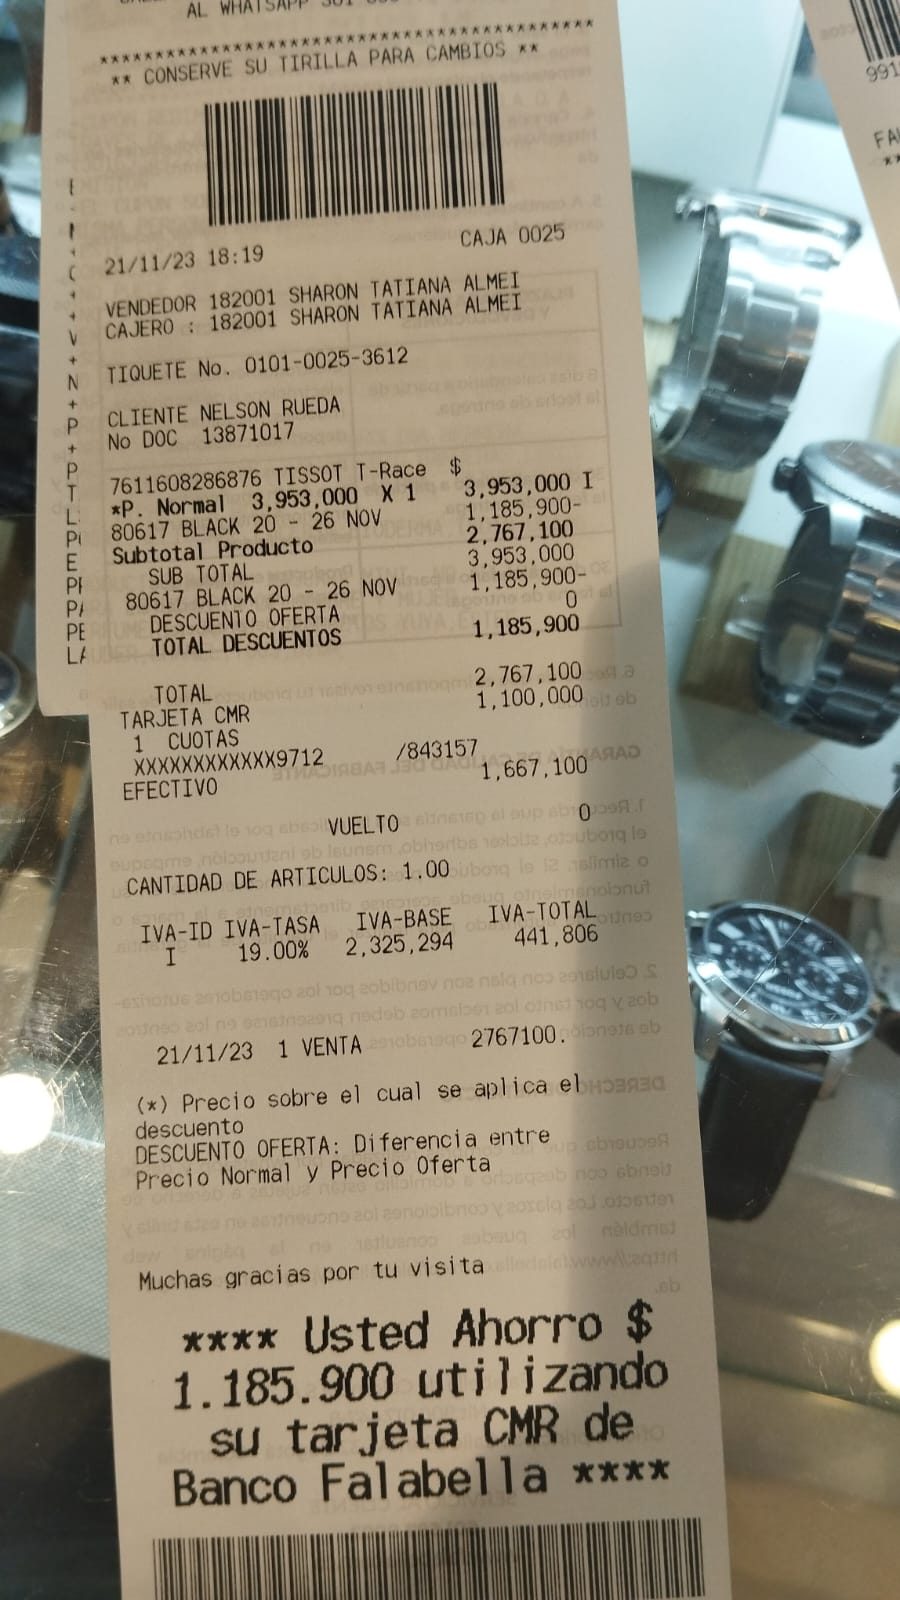 AL WHATSAPP 301
** CONSERVE SU TIRILLA PARA CAMBIOS **
21/11/23 18:19 CAJA 0025
VENDEDOR 182001 SHARON TATIANA ALMEI
CAJERO : 182001 SHARON TATIANA ALMEI
TIQUETE No. 0101-0025-3612
CLIENTE NELSON RUEDA
No DOC 13871017
7611608286876 TISSOT T-Race $
*P. Normal 3,953,000 X 1 3,953,000 I
80617 BLACK 20 - 26 NOV 1,185,900-
Subtotal Producto 2,767,100
SUB TOTAL 3,953,000
80617 BLACK 20 - 26 NOV 1,185,900-
DESCUENTO OFERTA 0
TOTAL DESCUENTOS 1,185,900
TOTAL 2,767,100
TARJETA CMR 1,100,000
1 CUOTAS
XXXXXXXXXXXX9712 /843157
EFECTIVO 1,667,100
VUELTO 0
CANTIDAD DE ARTICULOS: 1.00
IVA-ID IVA-TASA IVA-BASE IVA-TOTAL
I 19.00% 2,325,294 441,806
21/11/23 1 VENTA 2767100.
(*) Precio sobre el cual se aplica el
descuento
DESCUENTO OFERTA: Diferencia entre
Precio Normal y Precio Oferta
Muchas gracias por tu visita
**** Usted Ahorro $
1.185.900 utilizando
su tarjeta CMR de
Banco Falabella ****